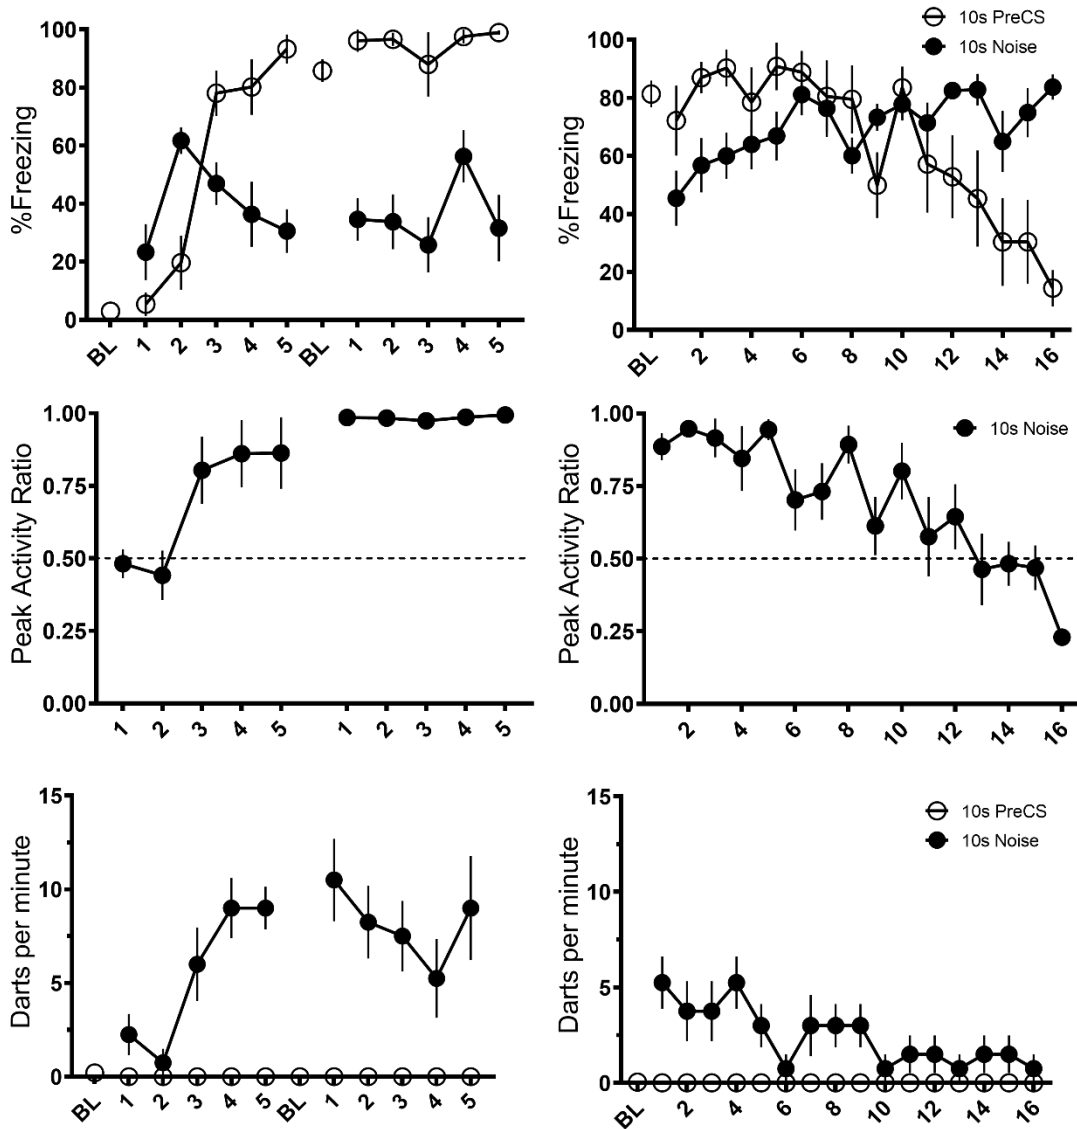 100
80
60
40
20
0
%Freezing
BL 1 2 3 4 5 BL 1 2 3 4 5
10s PreCS
10s Noise
100
80
60
40
20
0
%Freezing
BL 2 4 6 8 10 12 14 16
1.00
0.75
0.50
0.25
0.00
Peak Activity Ratio
1 2 3 4 5 1 2 3 4 5
10s Noise
1.00
0.75
0.50
0.25
0.00
Peak Activity Ratio
2 4 6 8 10 12 14 16
15
10
5
0
Darts per minute
BL 1 2 3 4 5 BL 1 2 3 4 5
10s PreCS
10s Noise
15
10
5
0
Darts per minute
BL 2 4 6 8 10 12 14 16